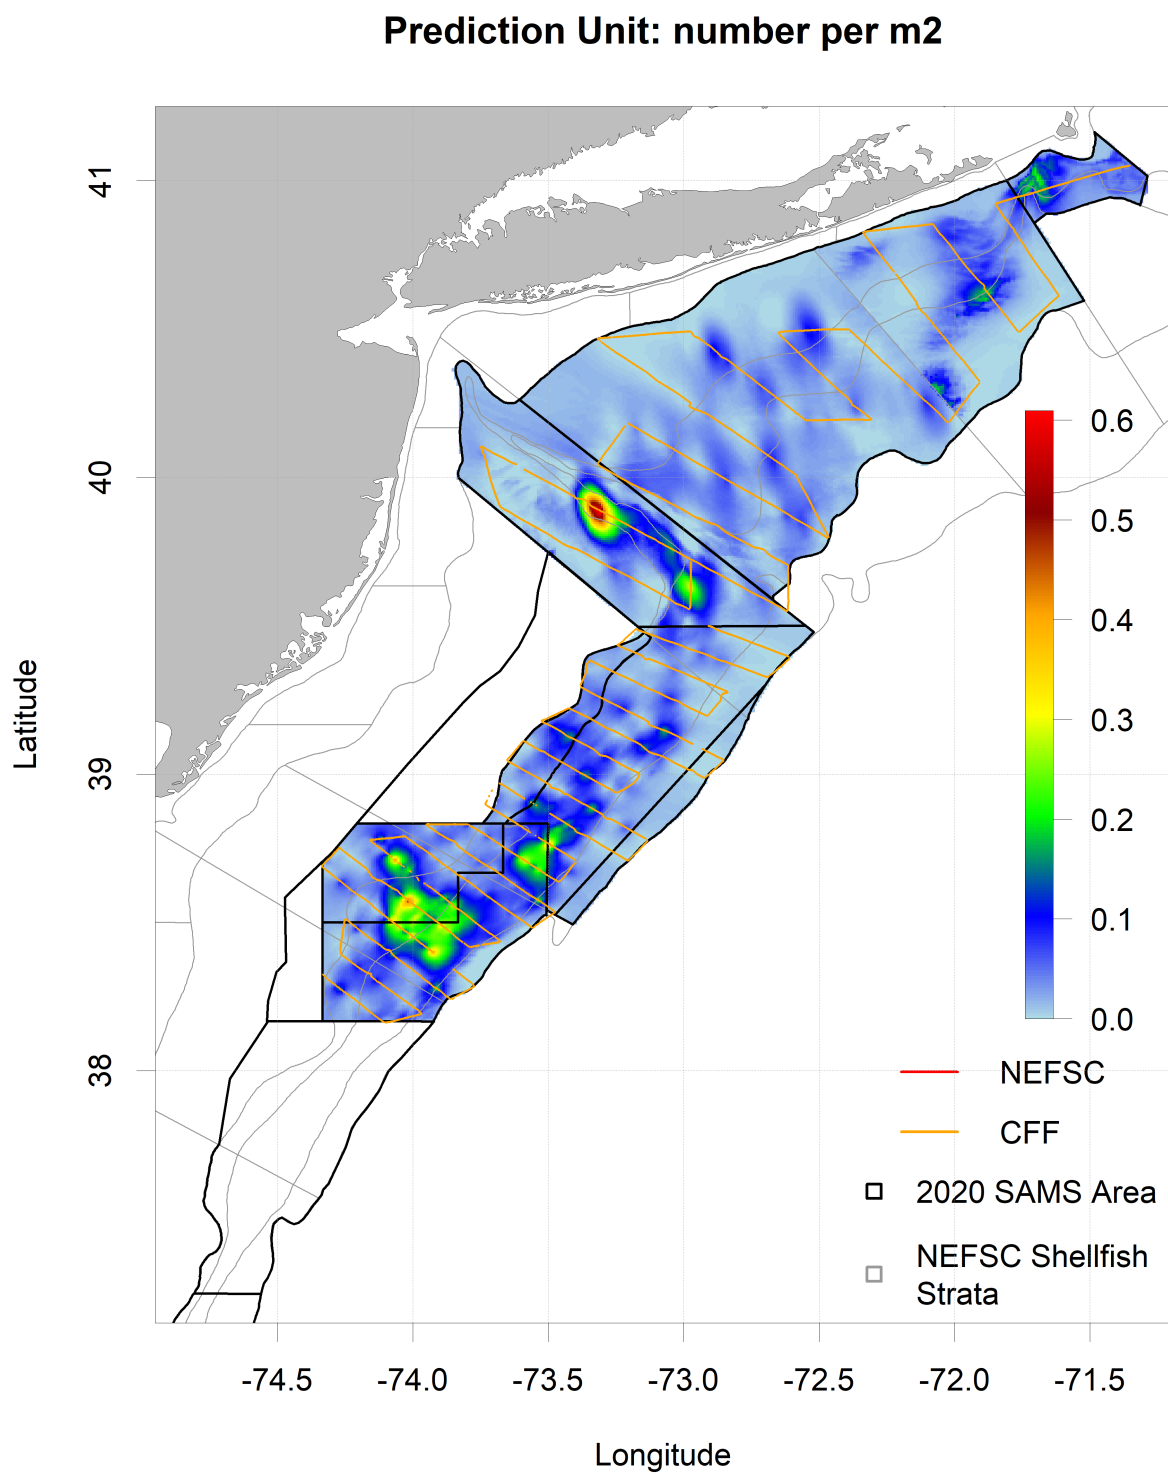 Prediction Unit: number per m2
41
40
39
38
Latitude
0.6
0.5
0.4
0.3
0.2
0.1
0.0
NEFSC
CFF
2020 SAMS Area
NEFSC Shellfish
Strata
-74.5 -74.0 -73.5 -73.0 -72.5 -72.0 -71.5
Longitude